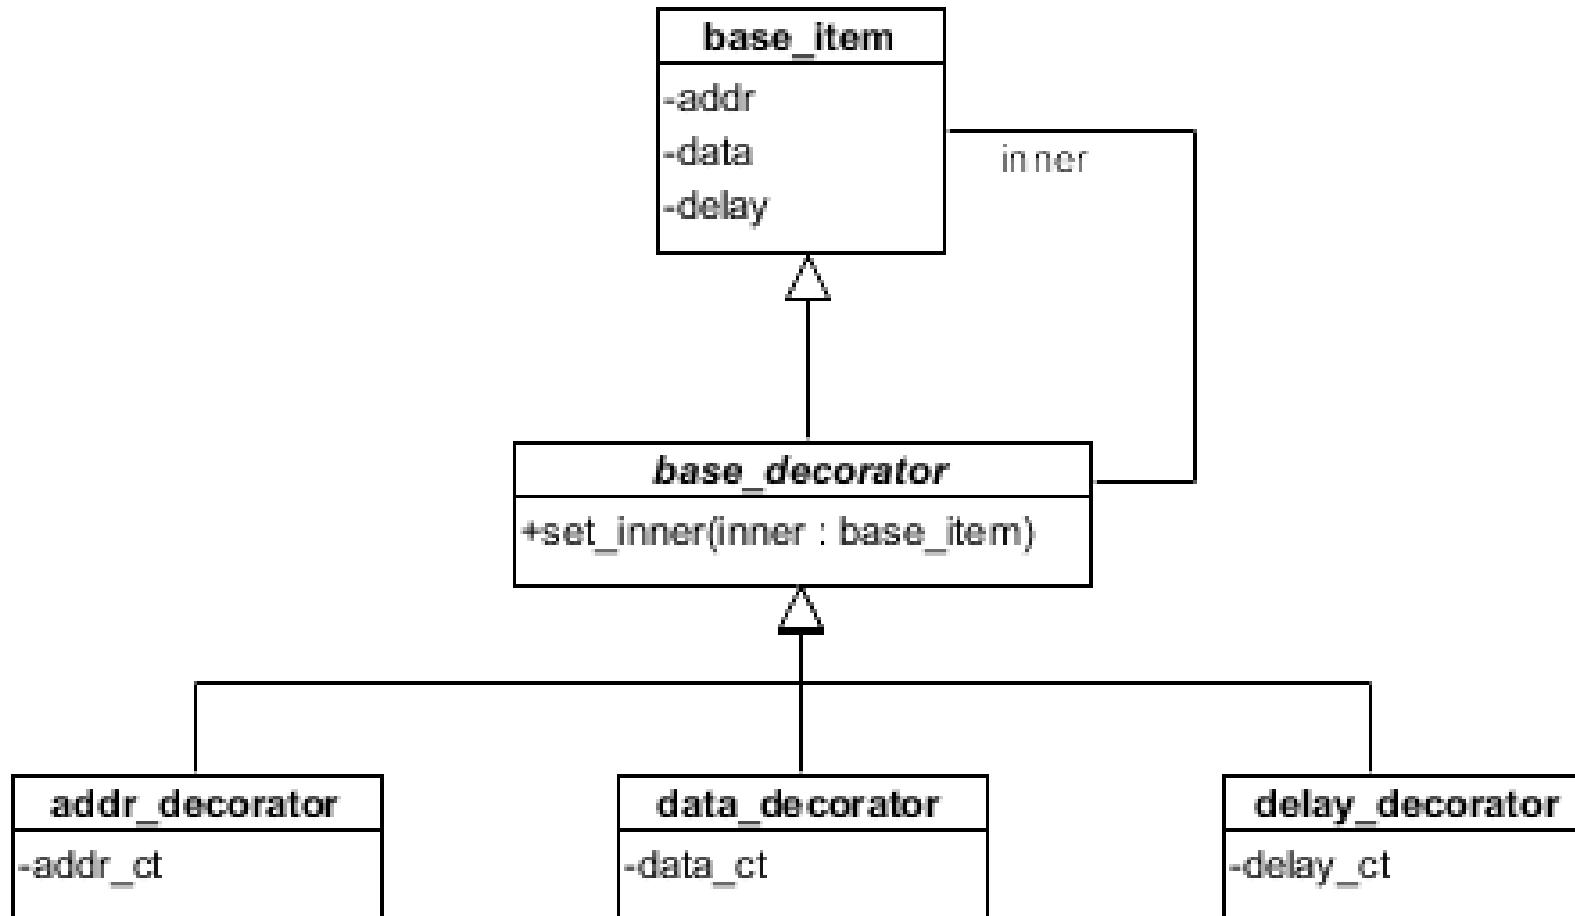 base_item
-addr
-data
-delay
inner
base_decorator
+set_inner(inner : base_item)
addr_decorator
-addr_ct
data_decorator
-data_ct
delay_decorator
-delay_ct